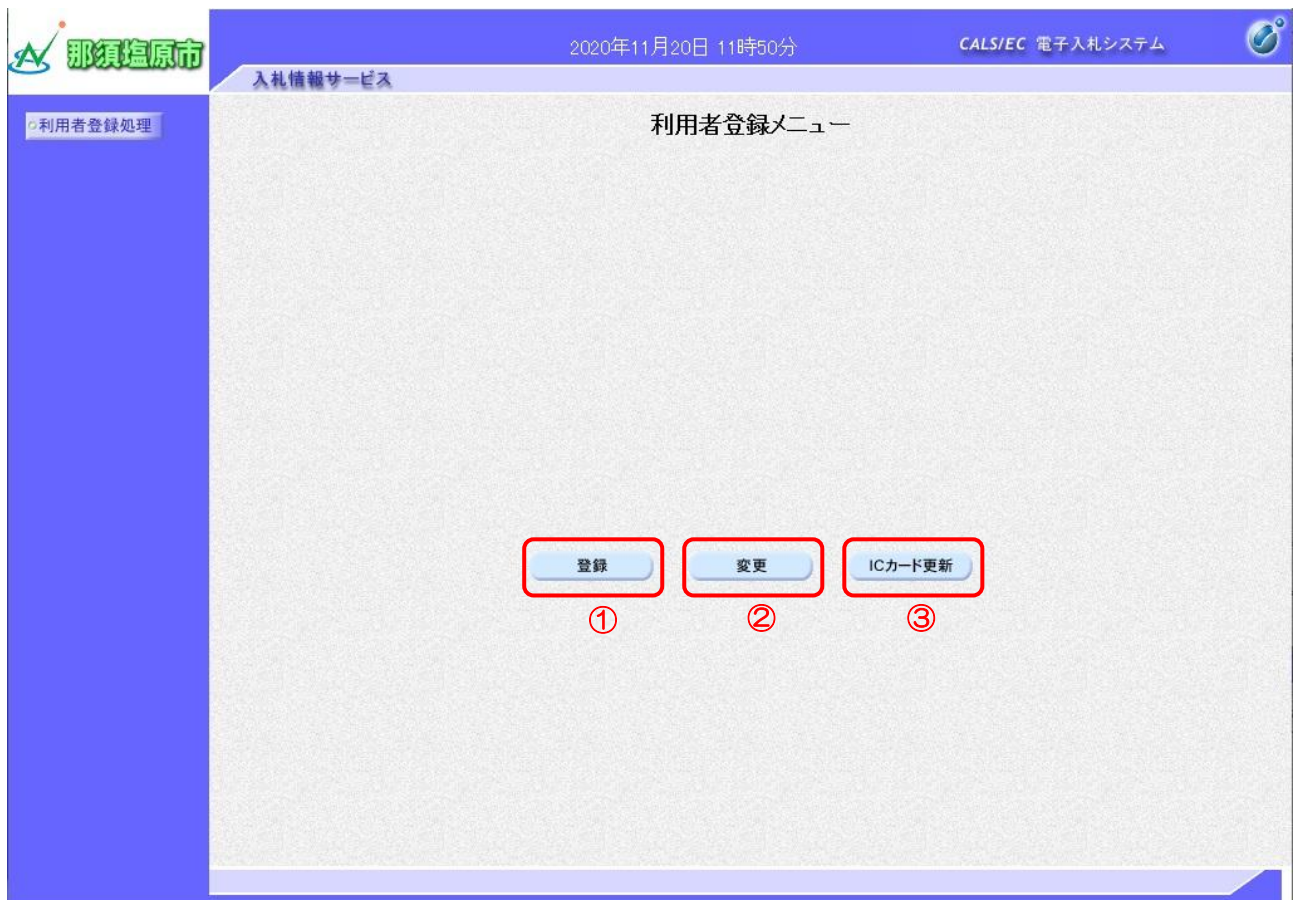 那須塩原市
2020年11月20日 11時50分
CALS/EC 電子入札システム
入札情報サービス
利用者登録処理
利用者登録メニュー
登録
変更
ICカード更新
①
②
③